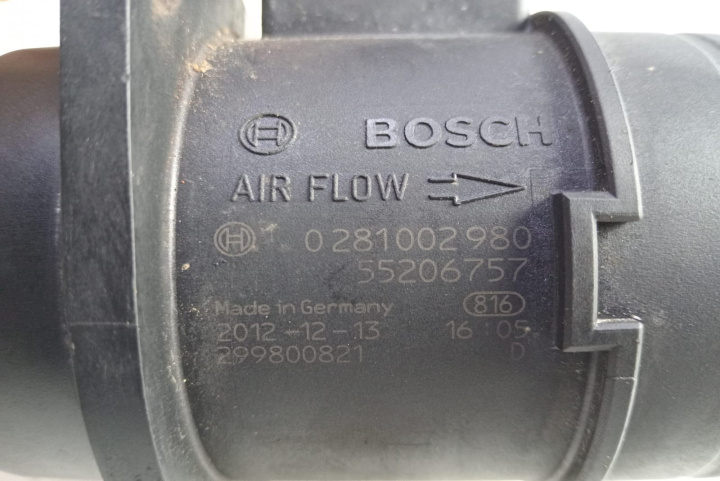 BOSCH
AIR FLOW
0 281 002 980
55206757
Made in Germany 816
2012-12-13 16:05
299800821 D